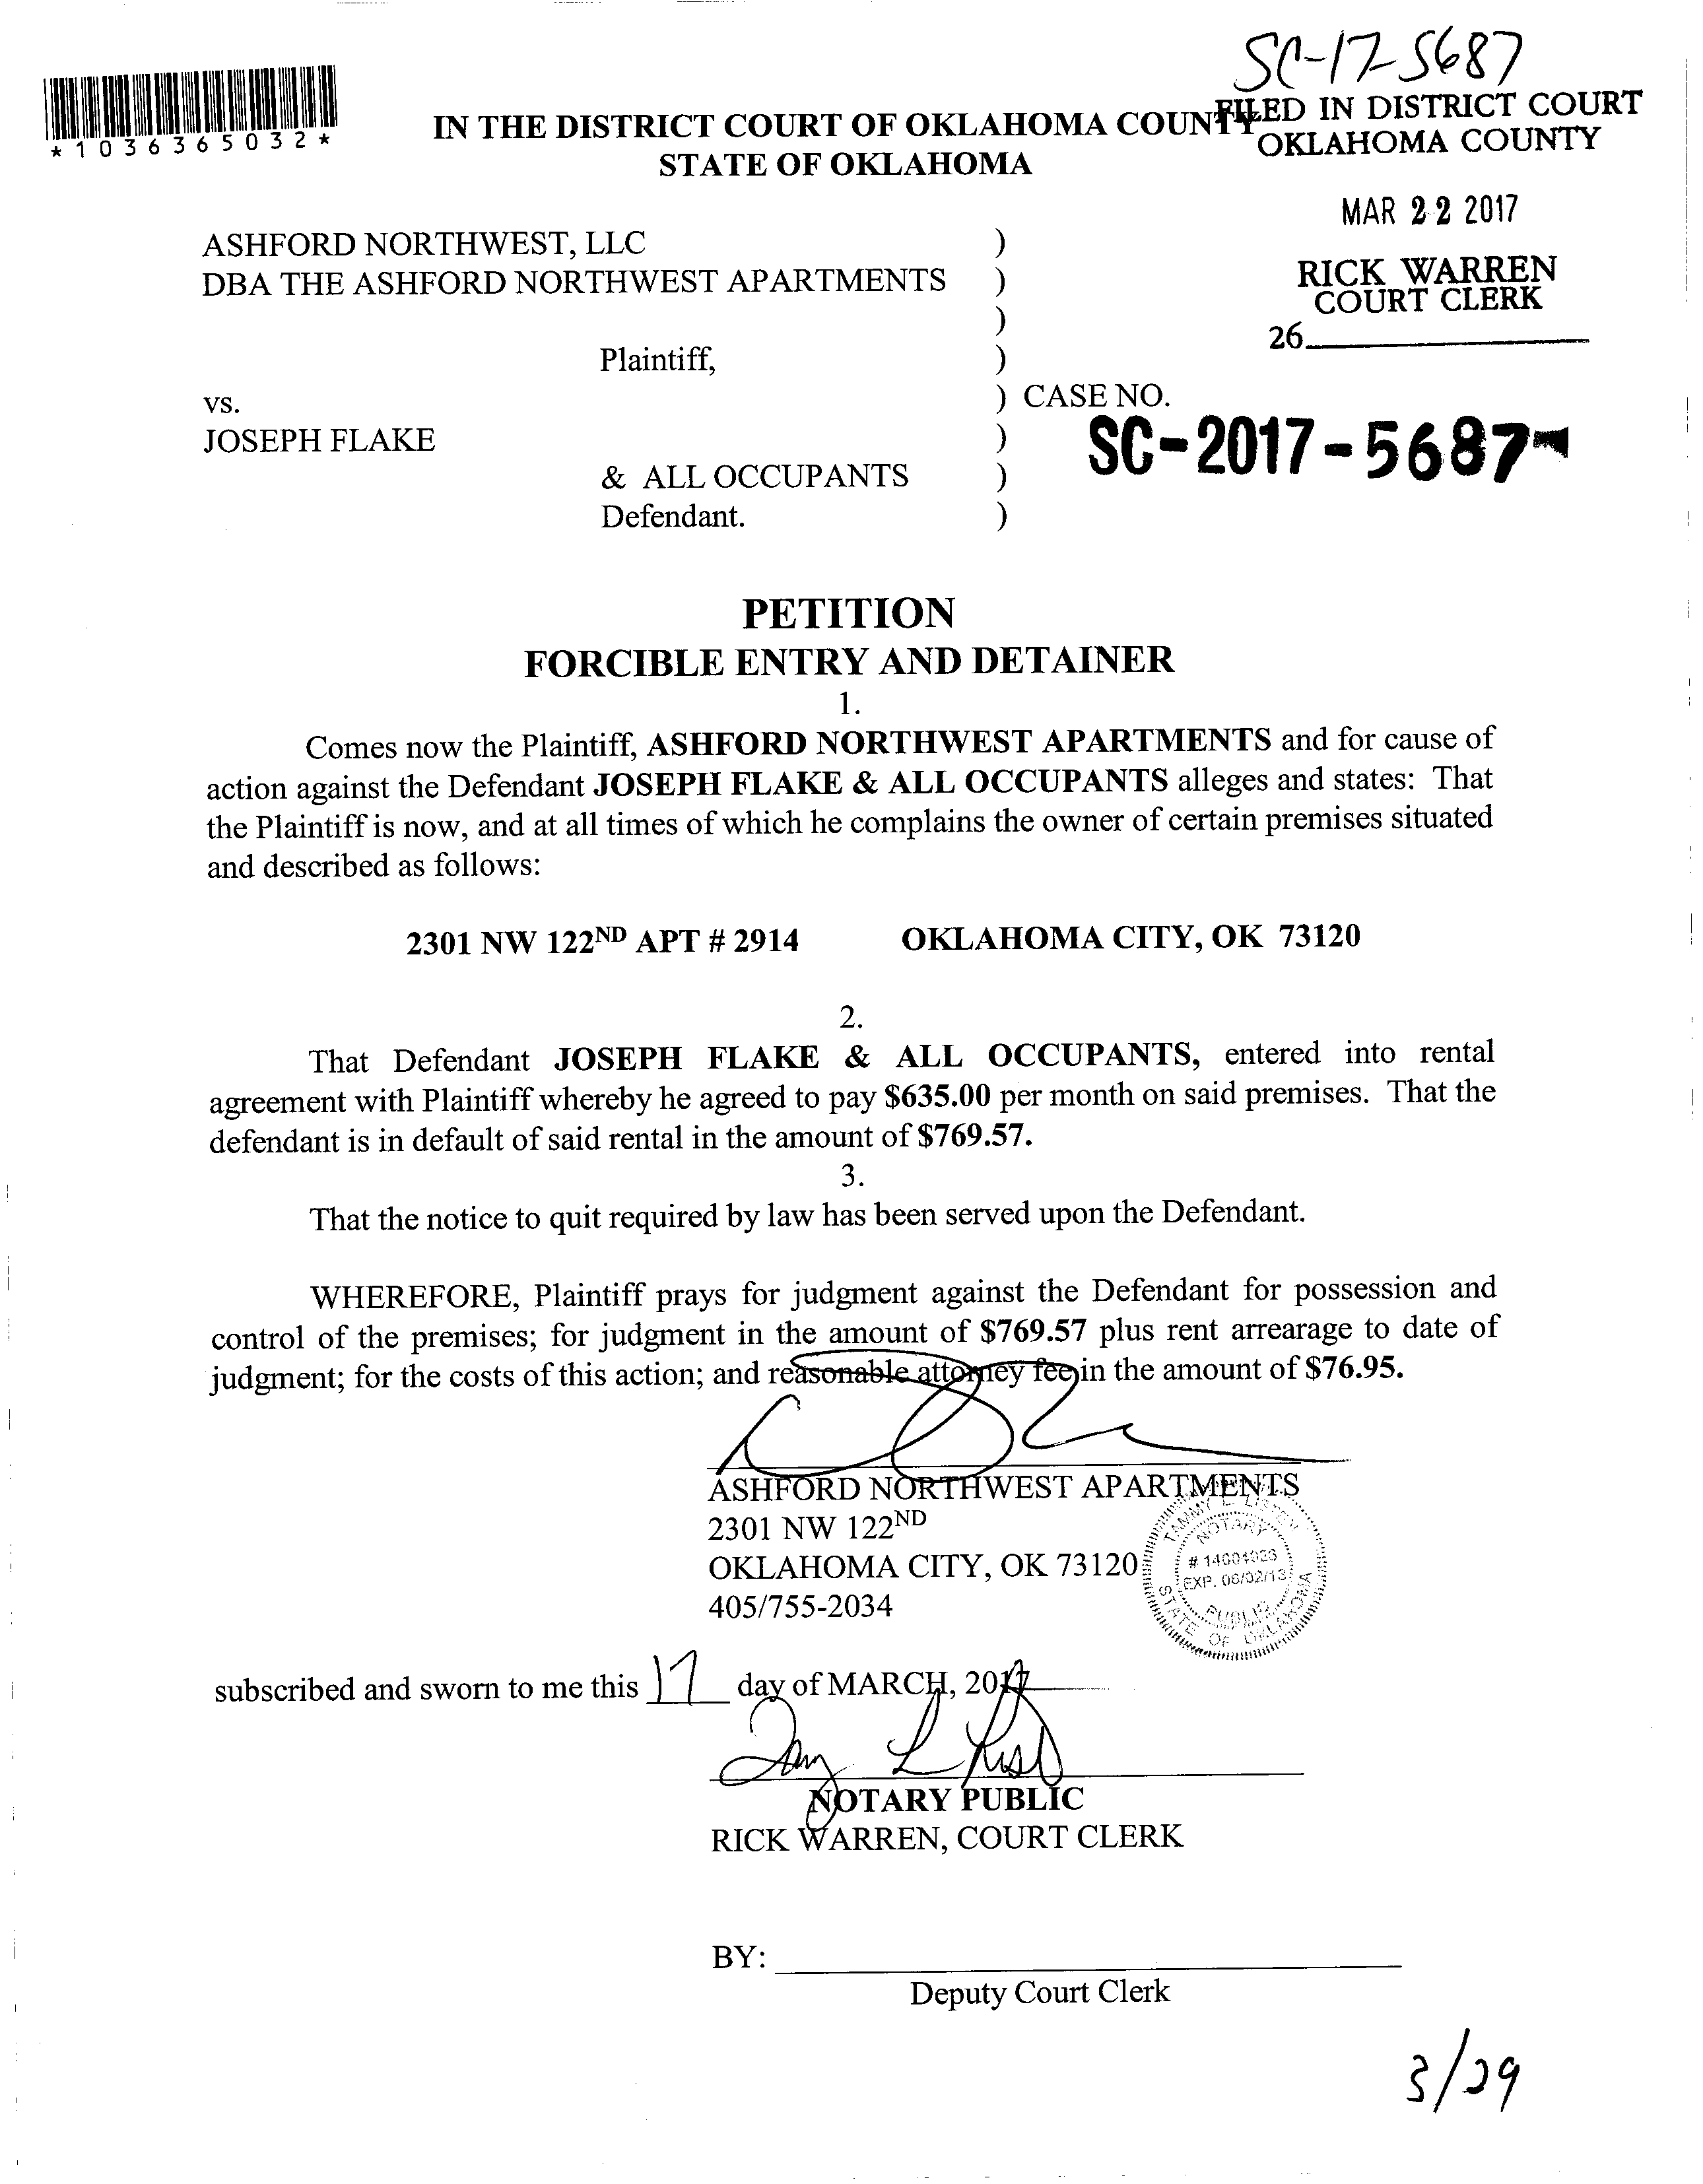 SC-17-5687
*1036365032*
IN THE DISTRICT COURT OF OKLAHOMA COUNTY
STATE OF OKLAHOMA
FILED IN DISTRICT COURT
OKLAHOMA COUNTY
MAR 22 2017
RICK WARREN
COURT CLERK
26
ASHFORD NORTHWEST, LLC )
DBA THE ASHFORD NORTHWEST APARTMENTS )
)
Plaintiff, )
vs. ) CASE NO.
JOSEPH FLAKE )
SC-2017-5687
& ALL OCCUPANTS )
Defendant. )
PETITION
FORCIBLE ENTRY AND DETAINER
1.
Comes now the Plaintiff, ASHFORD NORTHWEST APARTMENTS and for cause of
action against the Defendant JOSEPH FLAKE & ALL OCCUPANTS alleges and states: That
the Plaintiff is now, and at all times of which he complains the owner of certain premises situated
and described as follows:
2301 NW 122ND APT # 2914 OKLAHOMA CITY, OK 73120
2.
That Defendant JOSEPH FLAKE & ALL OCCUPANTS, entered into rental
agreement with Plaintiff whereby he agreed to pay $635.00 per month on said premises. That the
defendant is in default of said rental in the amount of $769.57.
3.
That the notice to quit required by law has been served upon the Defendant.
WHEREFORE, Plaintiff prays for judgment against the Defendant for possession and
control of the premises; for judgment in the amount of $769.57 plus rent arrearage to date of
judgment; for the costs of this action; and reasonable attorney fee in the amount of $76.95.
ASHFORD NORTHWEST APARTMENTS
2301 NW 122ND
OKLAHOMA CITY, OK 73120
405/755-2034
TAMMY L.
NOTARY
PUBLIC
STATE OF OKLAHOMA
subscribed and sworn to me this 17 day of MARCH, 2017
NOTARY PUBLIC
RICK WARREN, COURT CLERK
BY:
Deputy Court Clerk
3/29